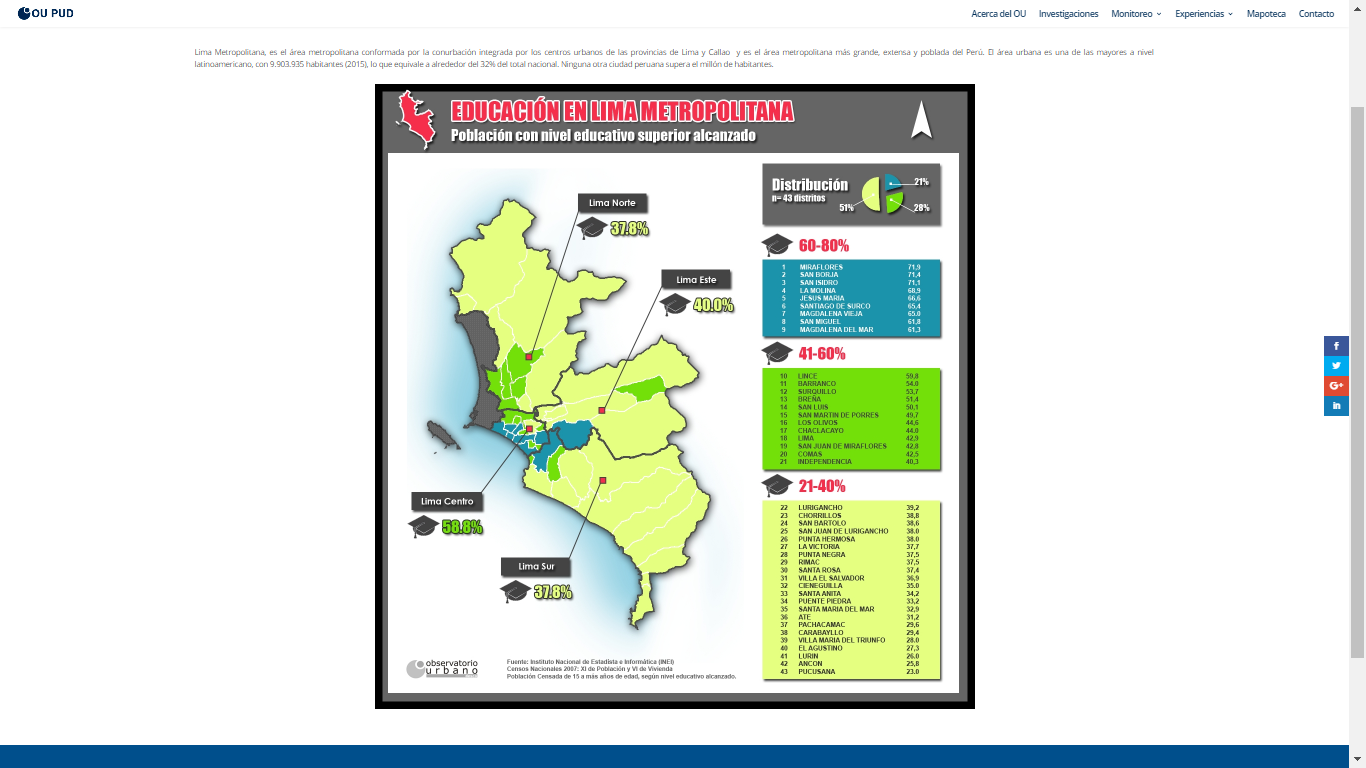 OU PUD
Acerca del OU Investigaciones Monitoreo Experiencias Mapoteca Contacto
Lima Metropolitana, es el área metropolitana conformada por la conurbación integrada por los centros urbanos de las provincias de Lima y Callao y es el área metropolitana más grande, extensa y poblada del Perú. El área urbana es una de las mayores a nivel
latinoamericano, con 9.903.935 habitantes (2015), lo que equivale a alrededor del 32% del total nacional. Ninguna otra ciudad peruana supera el millón de habitantes.
EDUCACIÓN EN LIMA METROPOLITANA
Población con nivel educativo superior alcanzado
Lima Norte
37.8%
Lima Este
40.0%
Lima Centro
58.8%
Lima Sur
37.8%
Distribución
n= 43 distritos
21%
51%
28%
60-80%
1 MIRAFLORES 71,9
2 SAN BORJA 71,4
3 SAN ISIDRO 71,1
4 LA MOLINA 68,9
5 JESUS MARIA 66,6
6 SANTIAGO DE SURCO 65,4
7 MAGDALENA VIEJA 65.0
8 SAN MIGUEL 61,8
9 MAGDALENA DEL MAR 61,3
41-60%
10 LINCE 59,8
11 BARRANCO 54.0
12 SURQUILLO 53,7
13 BREÑA 51,4
14 SAN LUIS 50,1
15 SAN MARTIN DE PORRES 49,7
16 LOS OLIVOS 44,6
17 CHACLACAYO 44.0
18 LIMA 42,9
19 SAN JUAN DE MIRAFLORES 42,8
20 COMAS 42,5
21 INDEPENDENCIA 40,3
21-40%
22 LURIGANCHO 39,2
23 CHORRILLOS 38,8
24 SAN BARTOLO 38,6
25 SAN JUAN DE LURIGANCHO 38.0
26 PUNTA HERMOSA 38.0
27 LA VICTORIA 37,7
28 PUNTA NEGRA 37,5
29 RIMAC 37,5
30 SANTA ROSA 37,4
31 VILLA EL SALVADOR 36,9
32 CIENEGUILLA 35.0
33 SANTA ANITA 34,2
34 PUENTE PIEDRA 33,2
35 SANTA MARIA DEL MAR 32,9
36 ATE 31,2
37 PACHACAMAC 29,6
38 CARABAYLLO 29,4
39 VILLA MARIA DEL TRIUNFO 28.0
40 EL AGUSTINO 27,3
41 LURIN 26.0
42 ANCON 25,8
43 PUCUSANA 23.0
observatorio
urbano
Fuente: Instituto Nacional de Estadísta e Informática (INEI)
Censos Nacionales 2007: XI de Población y VI de Vivienda
Población Censada de 15 a más años de edad, según nivel educativo alcanzado.